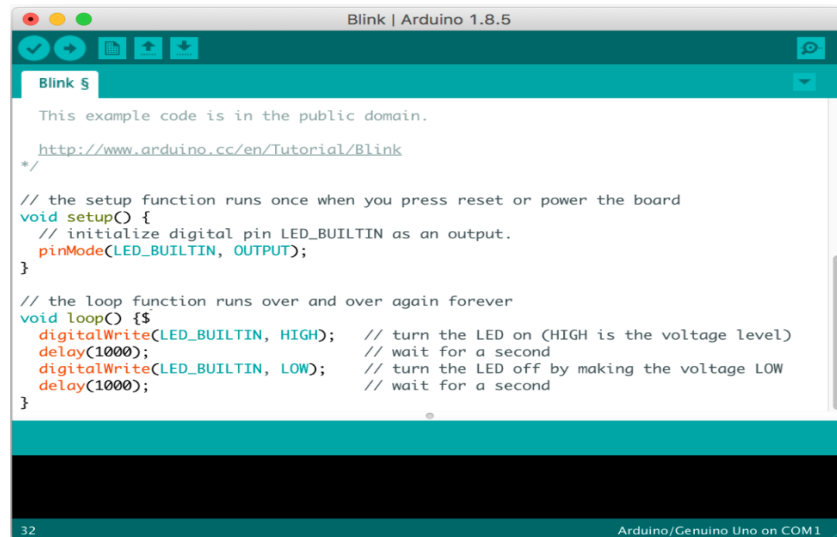 Blink | Arduino 1.8.5
Blink §
This example code is in the public domain.
http://www.arduino.cc/en/Tutorial/Blink
*/
// the setup function runs once when you press reset or power the board
void setup() {
// initialize digital pin LED_BUILTIN as an output.
pinMode(LED_BUILTIN, OUTPUT);
}
// the loop function runs over and over again forever
void loop() {$
digitalWrite(LED_BUILTIN, HIGH); // turn the LED on (HIGH is the voltage level)
delay(1000); // wait for a second
digitalWrite(LED_BUILTIN, LOW); // turn the LED off by making the voltage LOW
delay(1000); // wait for a second
}
32 Arduino/Genuino Uno on COM1